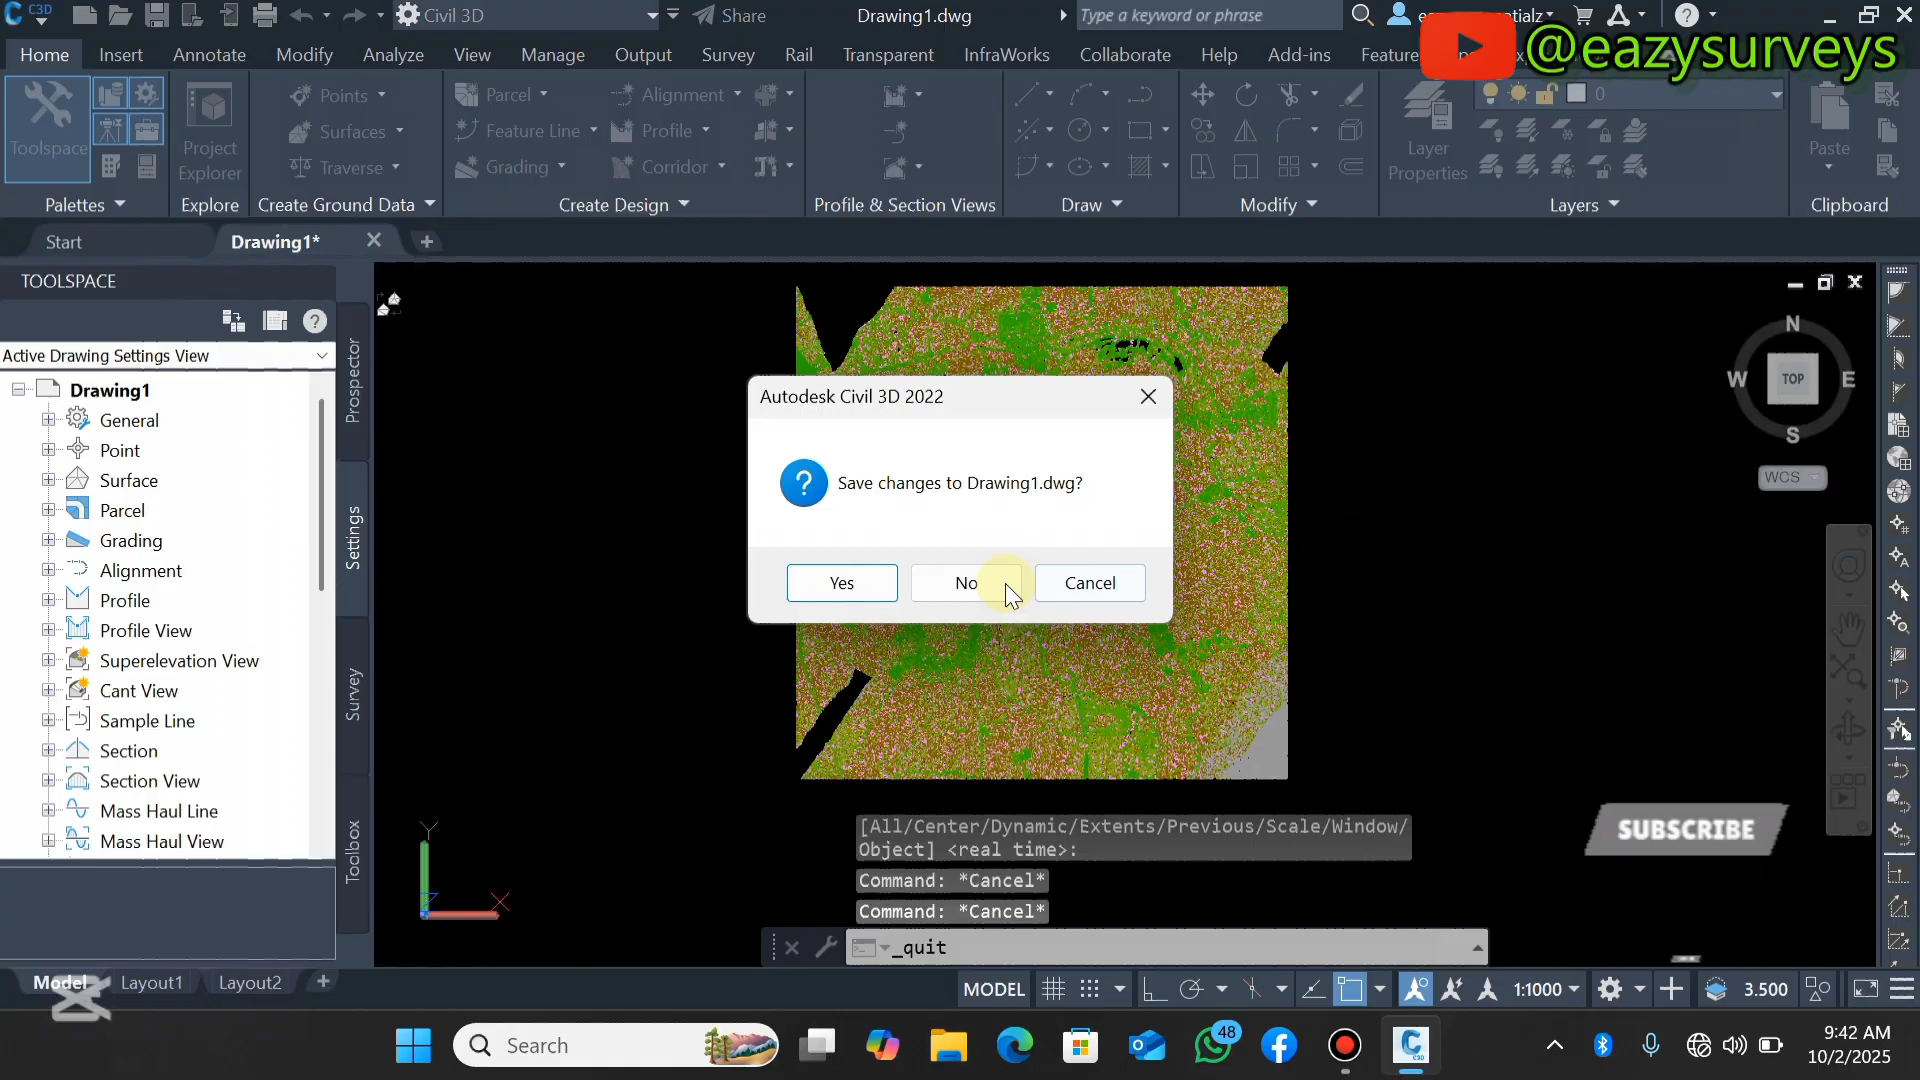 C3D
Civil 3D
Share
Drawing1.dwg
Type a keyword or phrase
@eazysurveys
Home
Insert
Annotate
Modify
Analyze
View
Manage
Output
Survey
Rail
Transparent
InfraWorks
Collaborate
Help
Add-ins
Feature
Toolspace
Project
Explorer
Points
Surfaces
Traverse
Parcel
Feature Line
Grading
Alignment
Profile
Corridor
0
Layer
Properties
Paste
Palettes
Explore
Create Ground Data
Create Design
Profile & Section Views
Draw
Modify
Layers
Clipboard
Start
Drawing1*
TOOLSPACE
Active Drawing Settings View
Drawing1
General
Point
Surface
Parcel
Grading
Alignment
Profile
Profile View
Superelevation View
Cant View
Sample Line
Section
Section View
Mass Haul Line
Mass Haul View
Prospector
Settings
Survey
Toolbox
Autodesk Civil 3D 2022
Save changes to Drawing1.dwg?
Yes
No
Cancel
N
W
TOP
E
S
WCS
SUBSCRIBE
Y
X
[All/Center/Dynamic/Extents/Previous/Scale/Window/
Object] <real time>:
Command: *Cancel*
Command: *Cancel*
_quit
Model
Layout1
Layout2
MODEL
1:1000
3.500
Search
48
C3D
9:42 AM
10/2/2025